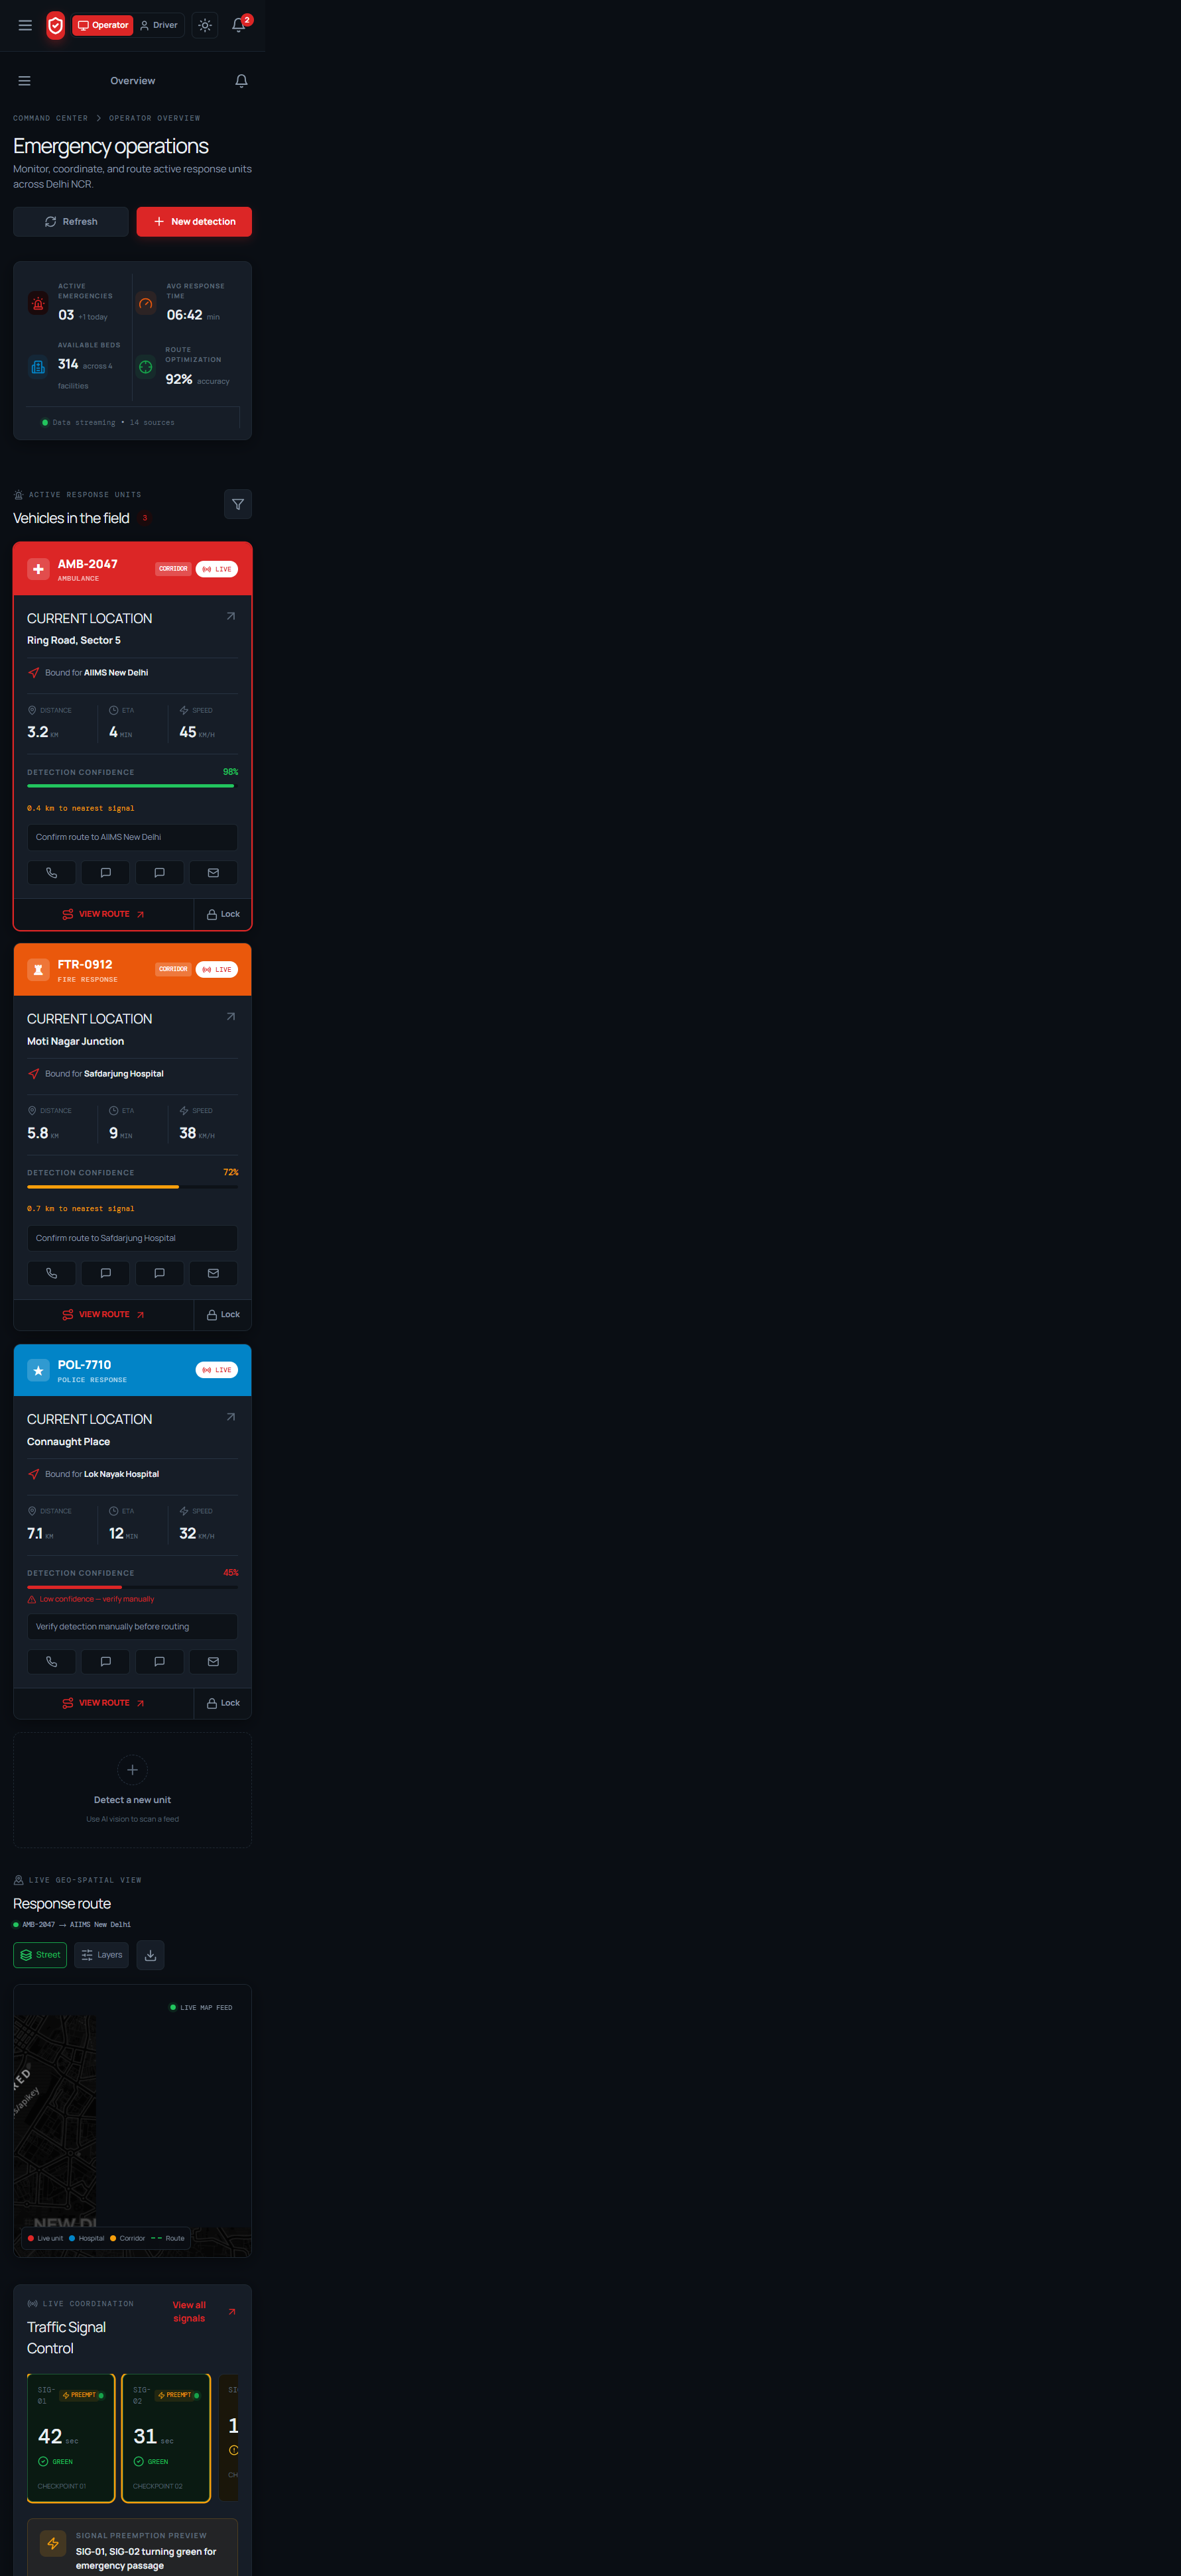 Operator
Driver
2
Overview
COMMAND CENTER > OPERATOR OVERVIEW
Emergency operations
Monitor, coordinate, and route active response units
across Delhi NCR.
Refresh
New detection
ACTIVE
EMERGENCIES
03 +1 today
AVG RESPONSE
TIME
06:42 min
AVAILABLE BEDS
314 across 4
facilities
ROUTE
OPTIMIZATION
92% accuracy
Data streaming • 14 sources
ACTIVE RESPONSE UNITS
Vehicles in the field 3
AMB-2047
AMBULANCE
CORRIDOR
LIVE
CURRENT LOCATION
Ring Road, Sector 5
Bound for AIIMS New Delhi
DISTANCE
ETA
SPEED
3.2 KM
4 MIN
45 KM/H
DETECTION CONFIDENCE 98%
0.4 km to nearest signal
Confirm route to AIIMS New Delhi
VIEW ROUTE
Lock
FTR-0912
FIRE RESPONSE
CORRIDOR
LIVE
CURRENT LOCATION
Moti Nagar Junction
Bound for Safdarjung Hospital
DISTANCE
ETA
SPEED
5.8 KM
9 MIN
38 KM/H
DETECTION CONFIDENCE 72%
0.7 km to nearest signal
Confirm route to Safdarjung Hospital
VIEW ROUTE
Lock
POL-7710
POLICE RESPONSE
LIVE
CURRENT LOCATION
Connaught Place
Bound for Lok Nayak Hospital
DISTANCE
ETA
SPEED
7.1 KM
12 MIN
32 KM/H
DETECTION CONFIDENCE 45%
Low confidence — verify manually
Verify detection manually before routing
VIEW ROUTE
Lock
Detect a new unit
Use AI vision to scan a feed
LIVE GEO-SPATIAL VIEW
Response route
AMB-2047 → AIIMS New Delhi
Street
Layers
LIVE MAP FEED
s/apikey
NEW D
Live unit
Hospital
Corridor
Route
LIVE COORDINATION
Traffic Signal
Control
View all
signals
SIG-
01
PREEMPT
42 sec
GREEN
CHECKPOINT 01
SIG-
02
PREEMPT
31 sec
GREEN
CHECKPOINT 02
SI
1
CH
SIGNAL PREEMPTION PREVIEW
SIG-01, SIG-02 turning green for
emergency passage